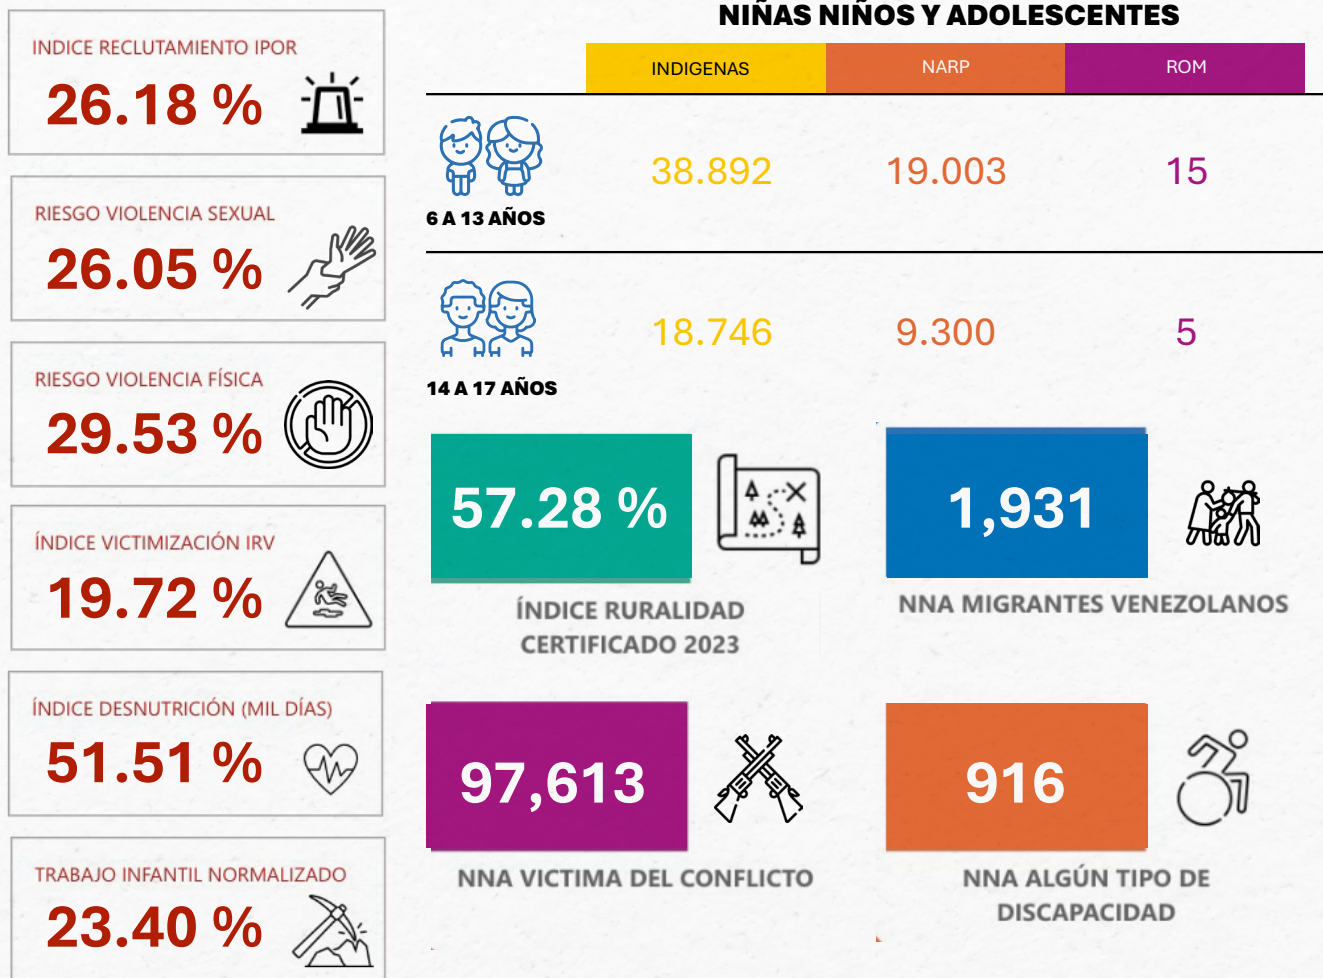 INDICE RECLUTAMIENTO IPOR
26.18 %
RIESGO VIOLENCIA SEXUAL
26.05 %
RIESGO VIOLENCIA FÍSICA
29.53 %
ÍNDICE VICTIMIZACIÓN IRV
19.72 %
ÍNDICE DESNUTRICIÓN (MIL DÍAS)
51.51 %
TRABAJO INFANTIL NORMALIZADO
23.40 %
NIÑAS NIÑOS Y ADOLESCENTES
INDIGENAS NARP ROM
38.892 19.003 15
6 A 13 AÑOS
18.746 9.300 5
14 A 17 AÑOS
57.28 %
ÍNDICE RURALIDAD
CERTIFICADO 2023
1,931
NNA MIGRANTES VENEZOLANOS
97,613
NNA VICTIMA DEL CONFLICTO
916
NNA ALGÚN TIPO DE
DISCAPACIDAD